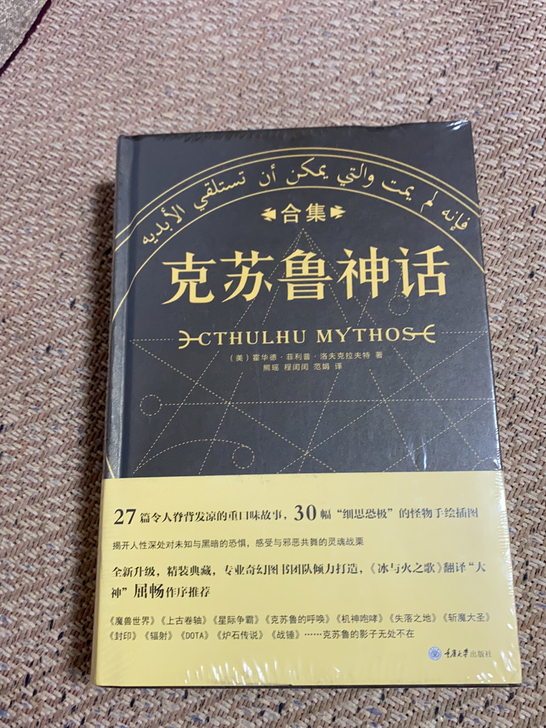 فإنه لم يمت والتي يمكن أن تستلقي الأبديه
合集
克苏鲁神话
CTHULHU MYTHOS
（美）霍华德·菲利普·洛夫克拉夫特 著
熊瑶 程闵闵 范娟 译
27篇令人脊背发凉的重口味故事，30幅“细思恐极”的怪物手绘插图
揭开人性深处对未知与黑暗的恐惧，感受与邪恶共舞的灵魂战栗
全新升级，精装典藏，专业奇幻图书团队倾力打造，《冰与火之歌》翻译“大
神”屈畅作序推荐
《魔兽世界》《上古卷轴》《星际争霸》《克苏鲁的呼唤》《机神咆哮》《失落之地》《斩魔大圣》
《封印》《辐射》《DOTA》《炉石传说》《战锤》……克苏鲁的影子无处不在
重庆大学出版社